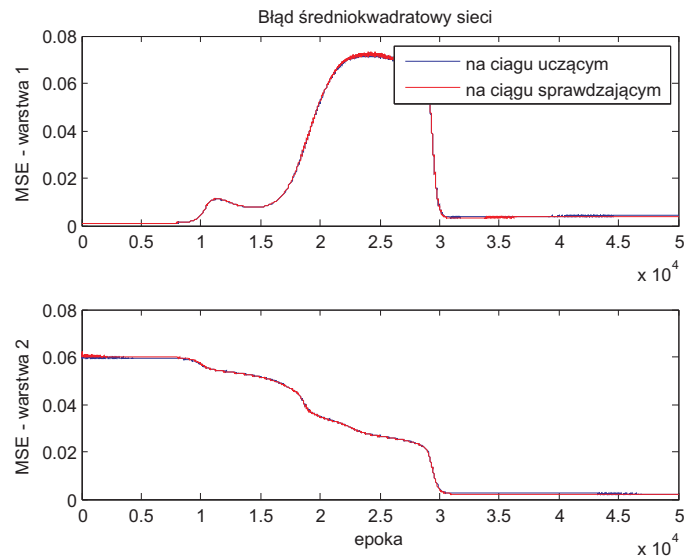 Błąd średniokwadratowy sieci
MSE - warstwa 1
0.08
0.06
0.04
0.02
0
na ciagu uczącym
na ciągu sprawdzającym
0 0.5 1 1.5 2 2.5 3 3.5 4 4.5 5
x 10^4
MSE - warstwa 2
0.08
0.06
0.04
0.02
0
0 0.5 1 1.5 2 2.5 3 3.5 4 4.5 5
epoka
x 10^4